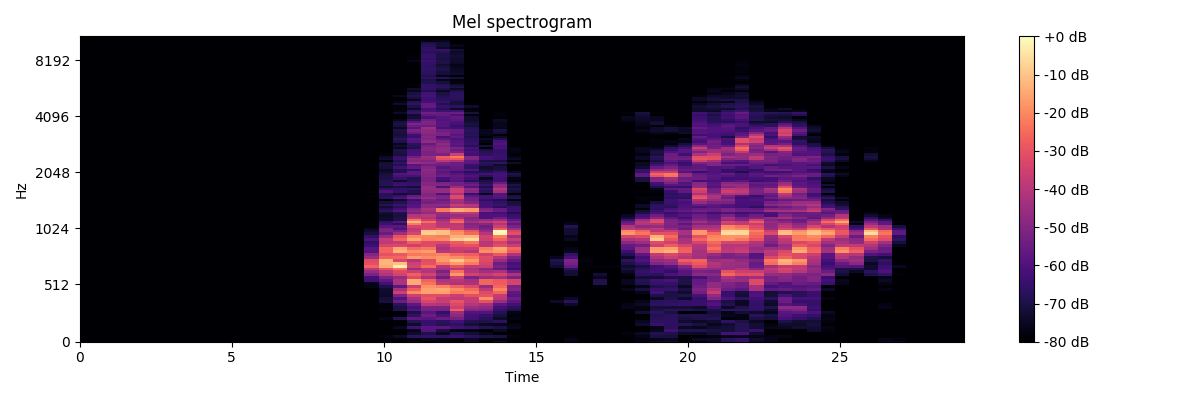 Mel spectrogram
+0 dB
8192
-10 dB
4096
-20 dB
-30 dB
2048
-40 dB
Hz
1024
-50 dB
-60 dB
512
-70 dB
0
-80 dB
0 5 10 15 20 25
Time